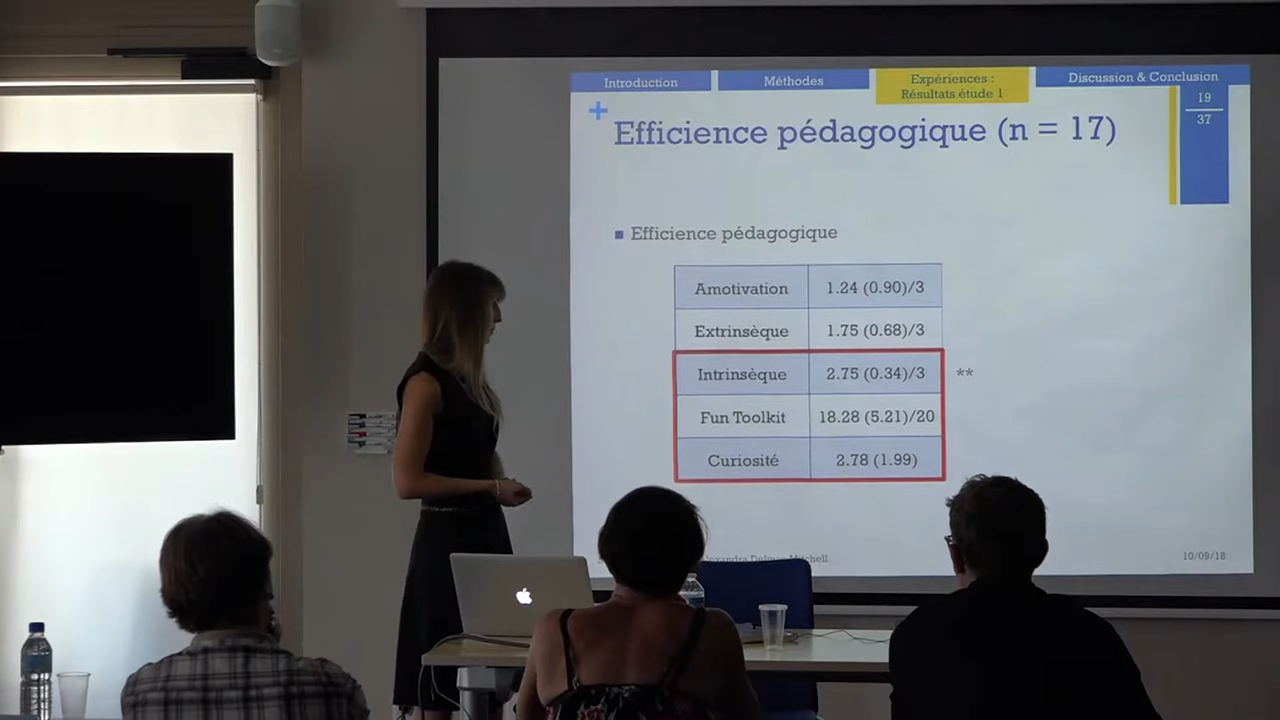 Introduction
Méthodes
Expériences :
Résultats étude 1
Discussion & Conclusion
19
37
+
Efficience pédagogique (n = 17)
Efficience pédagogique
Amotivation 1.24 (0.90)/3
Extrinsèque 1.75 (0.68)/3
Intrinsèque 2.75 (0.34)/3 **
Fun Toolkit 18.28 (5.21)/20
Curiosité 2.78 (1.99)
Mitchell
10/09/18